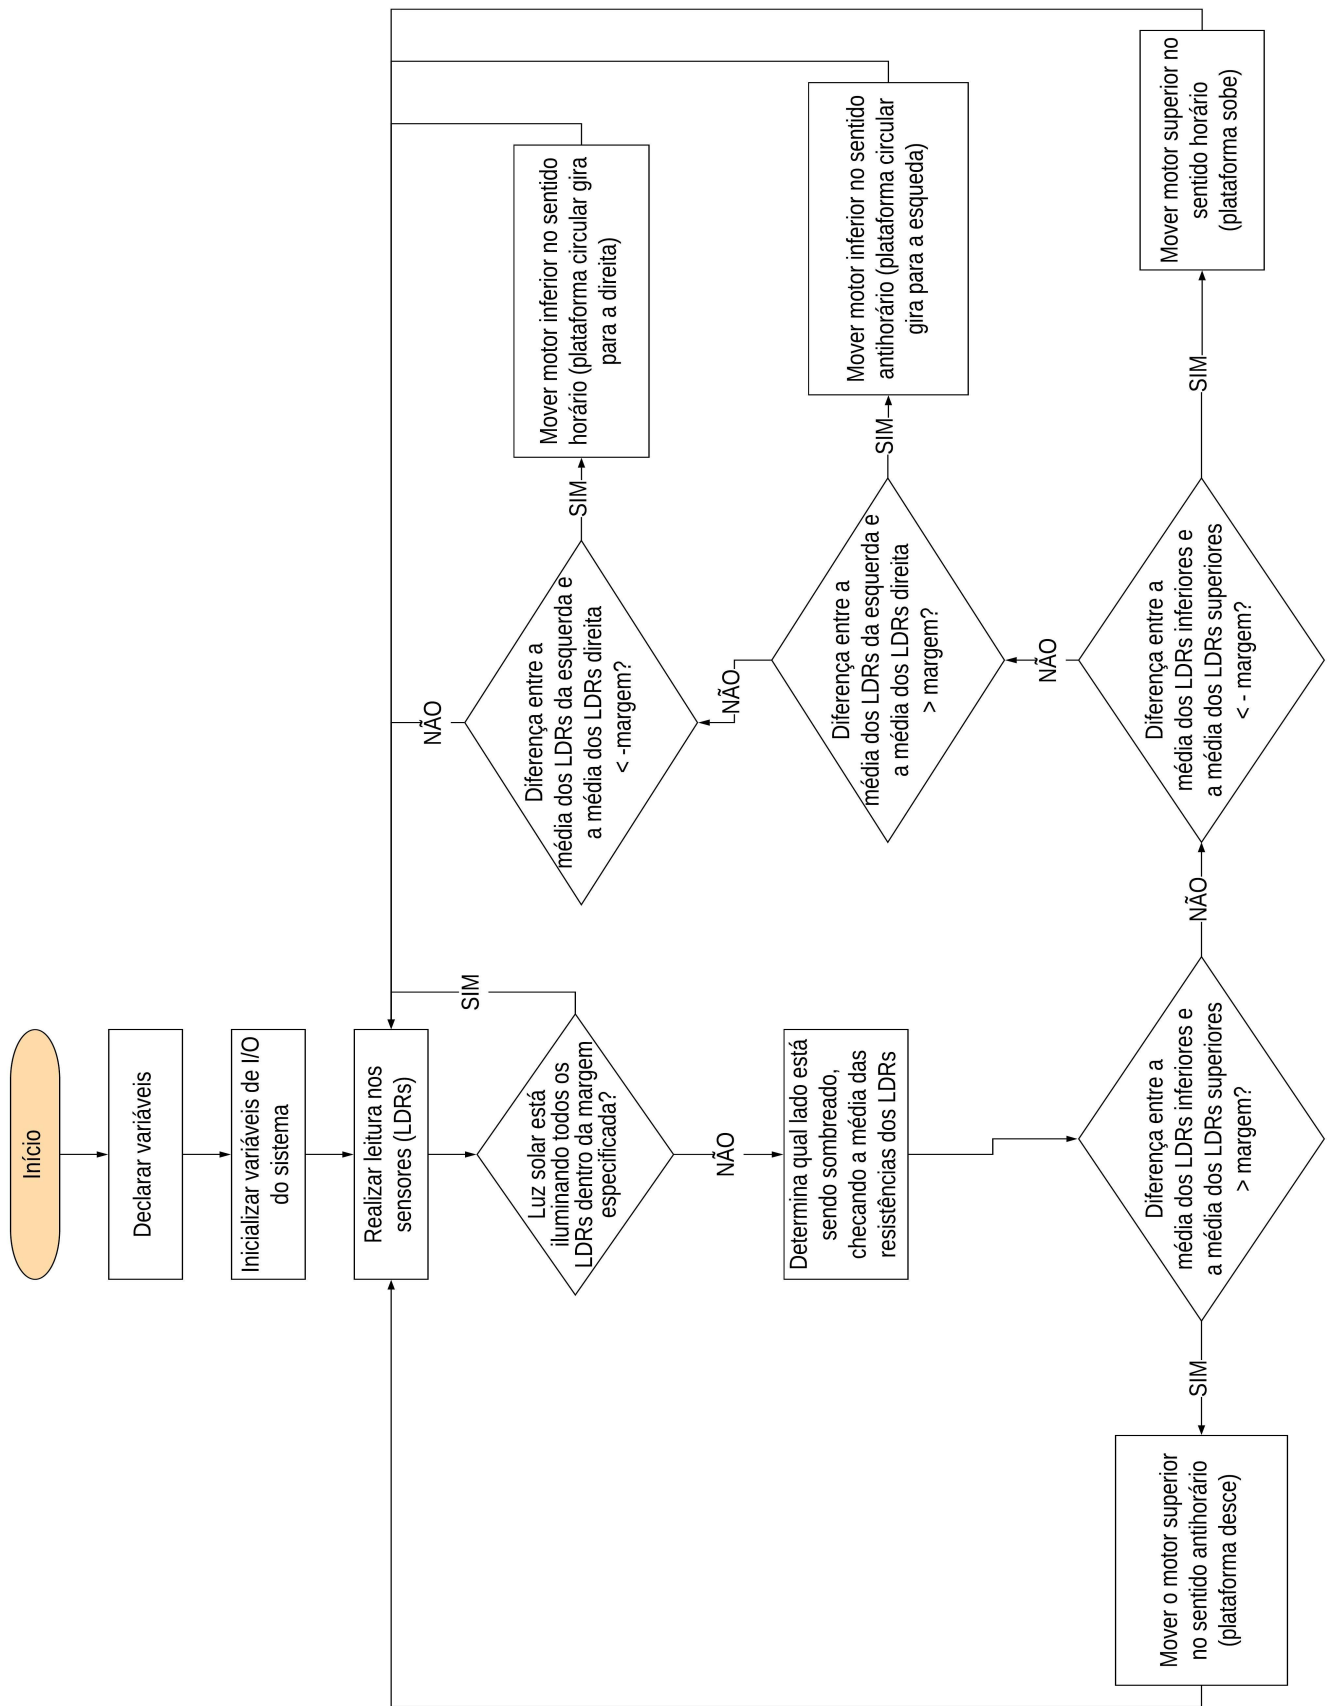 Início
Declarar variáveis
Inicializar variáveis de I/O
do sistema
Realizar leitura nos
sensores (LDRs)
Luz solar está
iluminando todos os
LDRs dentro da margem
especificada?
SIM
NÃO
Determina qual lado está
sendo sombreado,
checando a média das
resistências dos LDRs
Diferença entre a
média dos LDRs inferiores e
a média dos LDRs superiores
> margem?
SIM
Mover o motor superior
no sentido antihorário
(plataforma desce)
NÃO
Diferença entre a
média dos LDRs inferiores e
a média dos LDRs superiores
< - margem?
SIM
Mover motor superior no
sentido horário
(plataforma sobe)
NÃO
Diferença entre a
média dos LDRs da esquerda e
a média dos LDRs direita
> margem?
SIM
Mover motor inferior no sentido
antihorário (plataforma circular
gira para a esqueda)
NÃO
Diferença entre a
média dos LDRs da esquerda e
a média dos LDRs direita
< -margem?
SIM
Mover motor inferior no sentido
horário (plataforma circular gira
para a direita)
NÃO